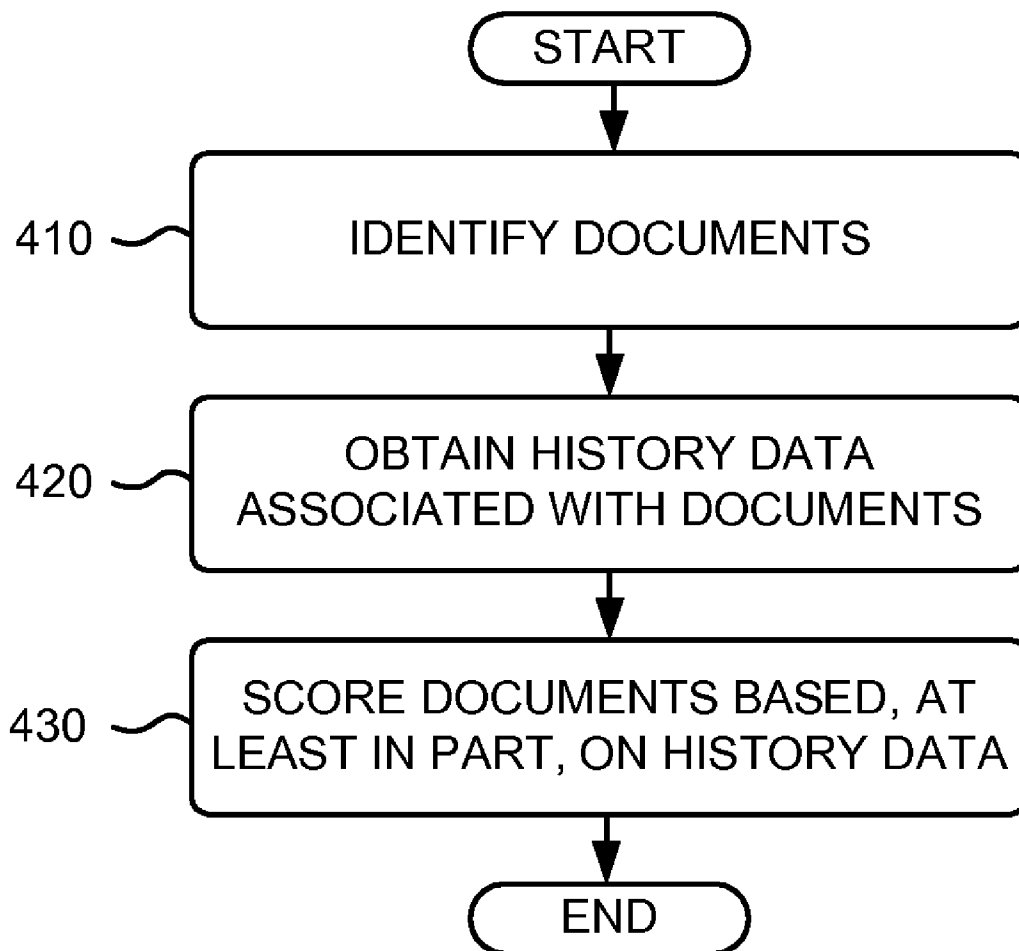 START
410
IDENTIFY DOCUMENTS
420
OBTAIN HISTORY DATA
ASSOCIATED WITH DOCUMENTS
430
SCORE DOCUMENTS BASED, AT
LEAST IN PART, ON HISTORY DATA
END